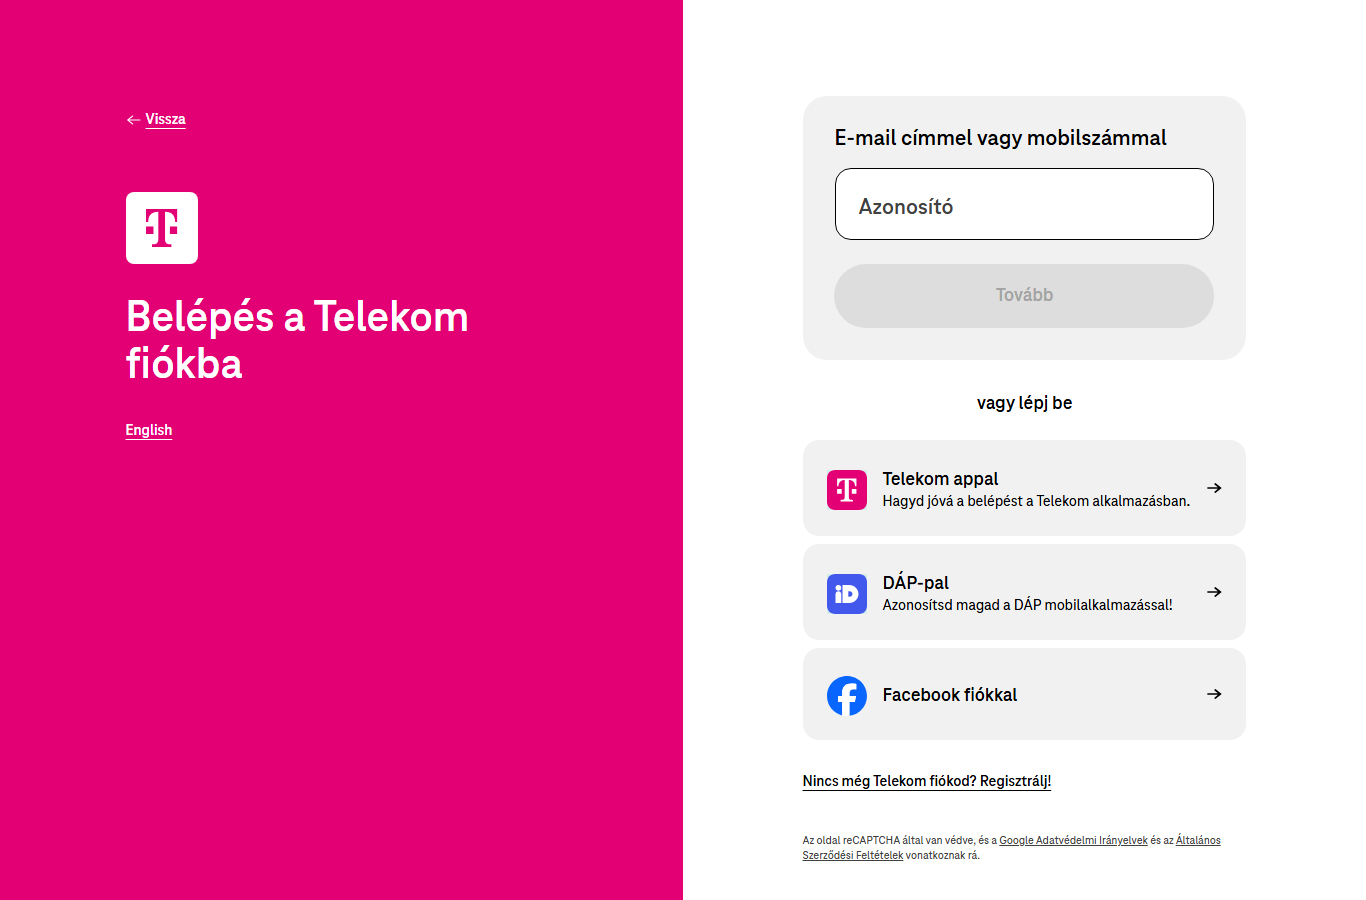 Vissza
T
Belépés a Telekom
fiókba
English
E-mail címmel vagy mobilszámmal
Azonosító
Tovább
vagy lépj be
T
Telekom appal
Hagyd jóvá a belépést a Telekom alkalmazásban.
iD
DÁP-pal
Azonosítsd magad a DÁP mobilalkalmazással!
Facebook fiókkal
Nincs még Telekom fiókod? Regisztrálj!
Az oldal reCAPTCHA által van védve, és a Google Adatvédelmi Irányelvek és az Általános
Szerződési Feltételek vonatkoznak rá.